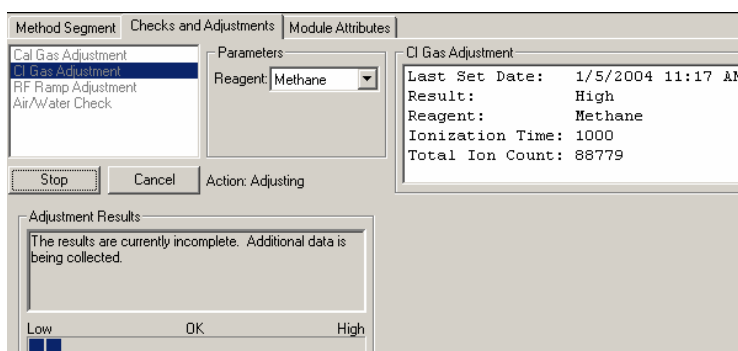 Method Segment Checks and Adjustments Module Attributes
Cal Gas Adjustment
CI Gas Adjustment
RF Ramp Adjustment
Air/Water Check
Parameters
Reagent: Methane
CI Gas Adjustment
Last Set Date: 1/5/2004 11:17 AM
Result: High
Reagent: Methane
Ionization Time: 1000
Total Ion Count: 88779
Stop Cancel Action: Adjusting
Adjustment Results
The results are currently incomplete. Additional data is
being collected.
Low OK High